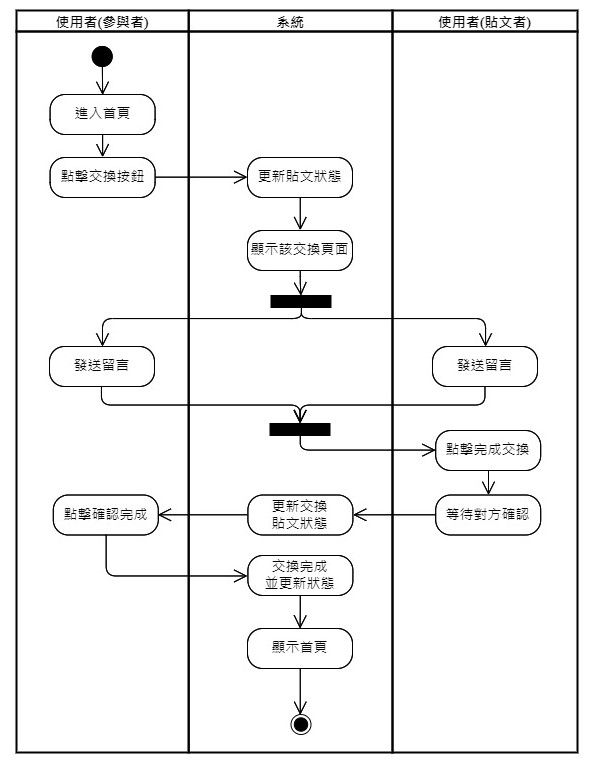 使用者(參與者)
系統
使用者(貼文者)
進入首頁
點擊交換按鈕
更新貼文狀態
顯示該交換頁面
發送留言
發送留言
點擊完成交換
點擊確認完成
更新交換
貼文狀態
等待對方確認
交換完成
並更新狀態
顯示首頁